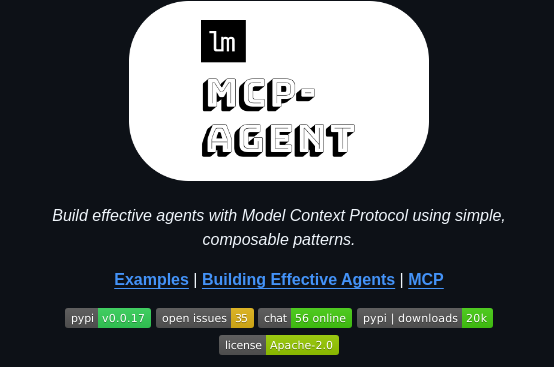 lm
MCP-
AGENT
Build effective agents with Model Context Protocol using simple,
composable patterns.
Examples | Building Effective Agents | MCP
pypi v0.0.17 open issues 35 chat 56 online pypi | downloads 20k
license Apache-2.0